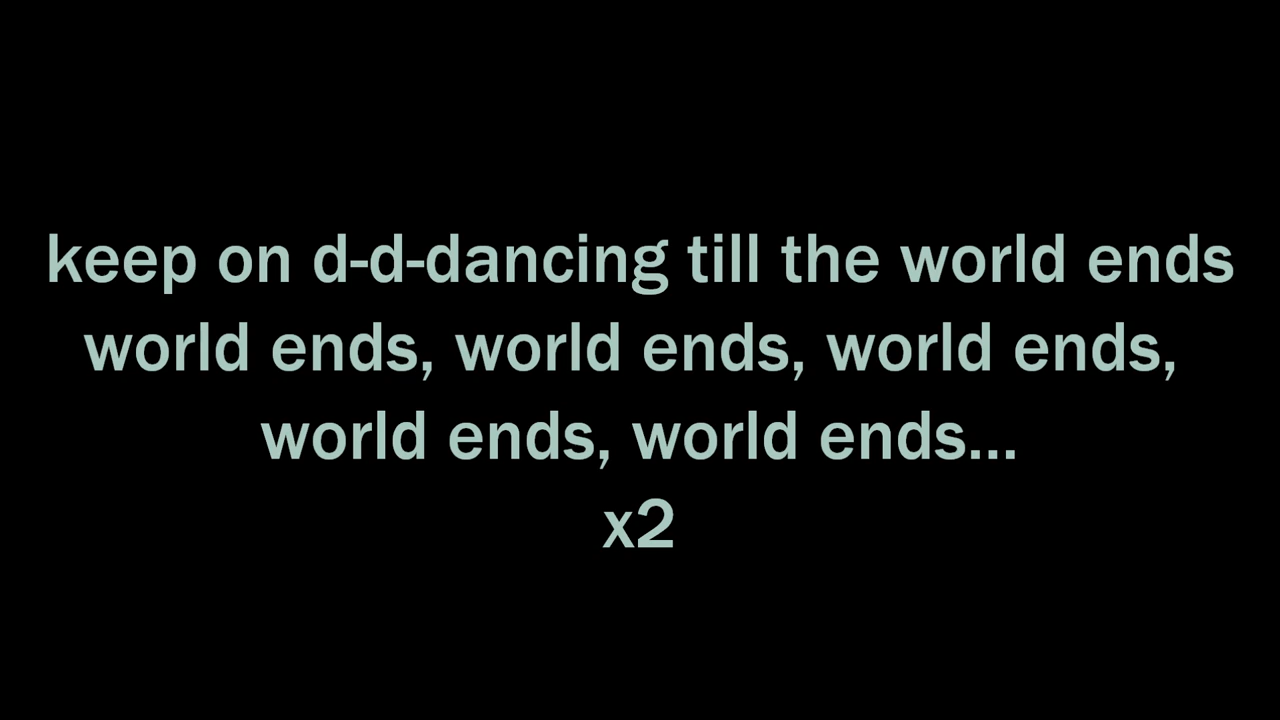 keep on d-d-dancing till the world ends
world ends, world ends, world ends,
world ends, world ends...
x2